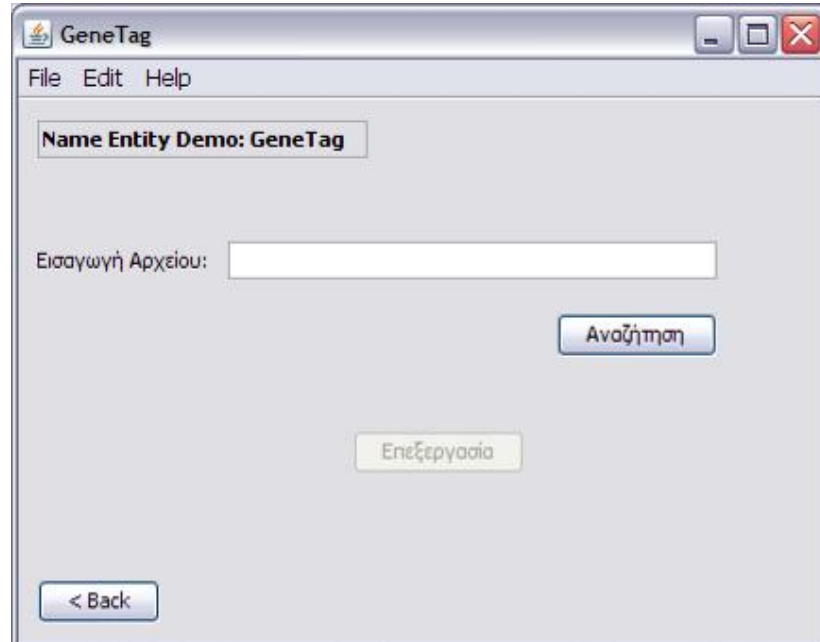 GeneTag
File Edit Help
Name Entity Demo: GeneTag
Εισαγωγή Αρχείου:
Αναζήτηση
Επεξεργασία
< Back